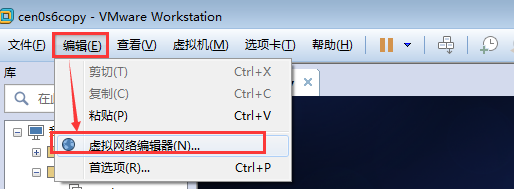 cen0s6copy - VMware Workstation
文件(F) 编辑(E) 查看(V) 虚拟机(M) 选项卡(T) 帮助(H)
库
剪切(T) Ctrl+X
复制(C) Ctrl+C
粘贴(P) Ctrl+V
虚拟网络编辑器(N)...
首选项(R)... Ctrl+P